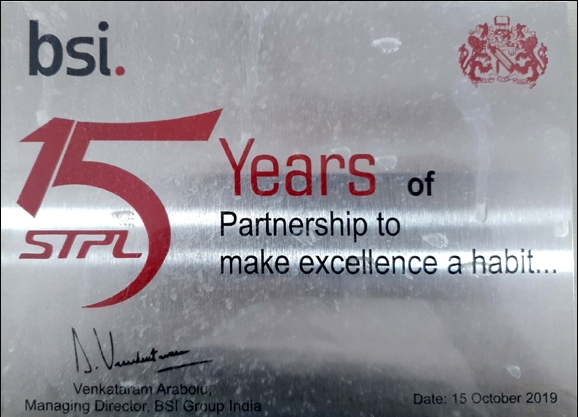 bsi.
15 Years of
STPL
Partnership to
make excellence a habit...
Venkataram Arabolu,
Managing Director, BSI Group India
Date: 15 October 2019